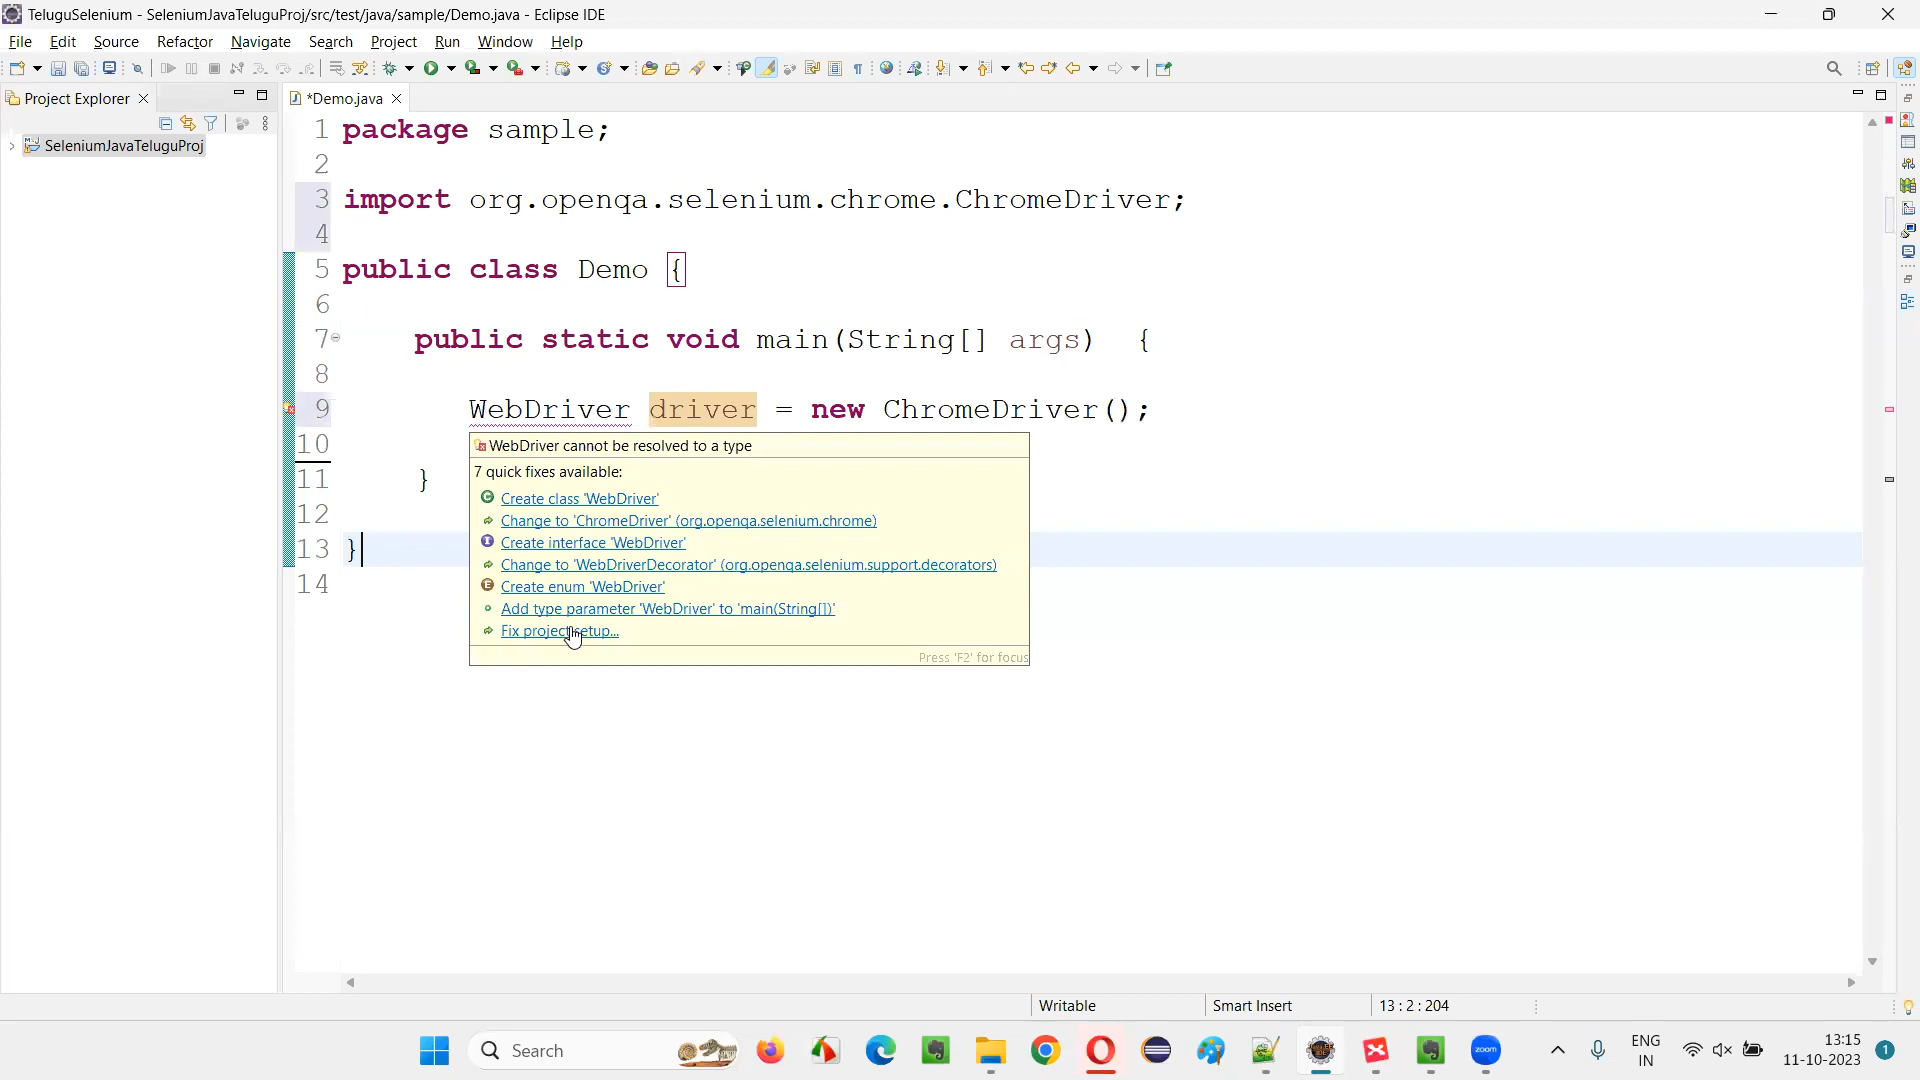 TeluguSelenium - SeleniumJavaTeluguProj/src/test/java/sample/Demo.java - Eclipse IDE
File Edit Source Refactor Navigate Search Project Run Window Help
Project Explorer
*Demo.java
SeleniumJavaTeluguProj
1 package sample;
2
3 import org.openqa.selenium.chrome.ChromeDriver;
4
5 public class Demo {
6
7 public static void main(String[] args) {
8
9 WebDriver driver = new ChromeDriver();
10
11 }
12
13 }
14
WebDriver cannot be resolved to a type
7 quick fixes available:
Create class 'WebDriver'
Change to 'ChromeDriver' (org.openqa.selenium.chrome)
Create interface 'WebDriver'
Change to 'WebDriverDecorator' (org.openqa.selenium.support.decorators)
Create enum 'WebDriver'
Add type parameter 'WebDriver' to 'main(String[])'
Fix project setup...
Press 'F2' for focus
Writable Smart Insert 13 : 2 : 204
Search
zoom
ENG
IN
13:15
11-10-2023
1